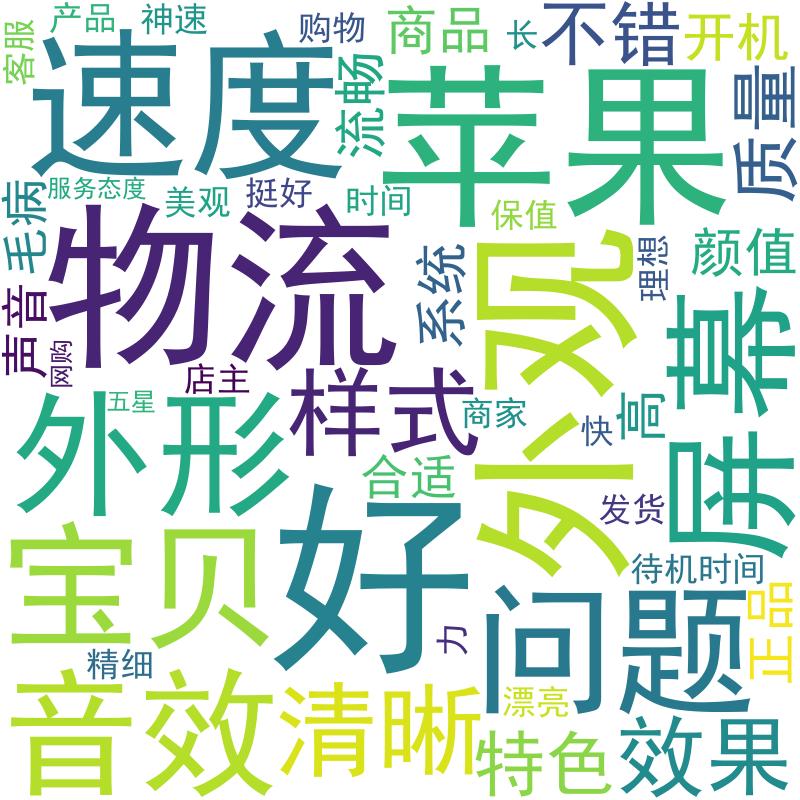 客服
产品
神速
购物
商品
长
不错
开机
速度
流畅
苹果
质量
毛病
服务态度
美观
挺好
时间
保值
物流
系统
外观
理想
颜值
声音
网购
店主
样式
屏幕
五星
外形
商家
快
高
合适
发货
宝贝
好
力
问题
待机时间
正品
精细
音效
清晰
漂亮
特色
效果